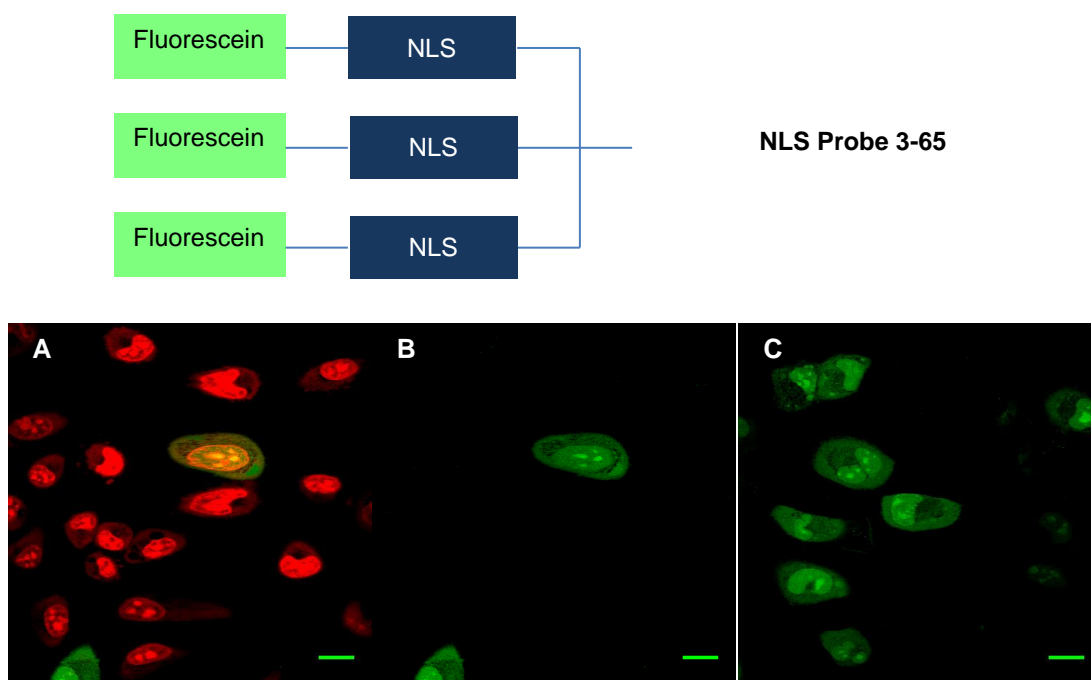 Fluorescein
NLS
Fluorescein
NLS
NLS Probe 3-65
Fluorescein
NLS
A
B
C